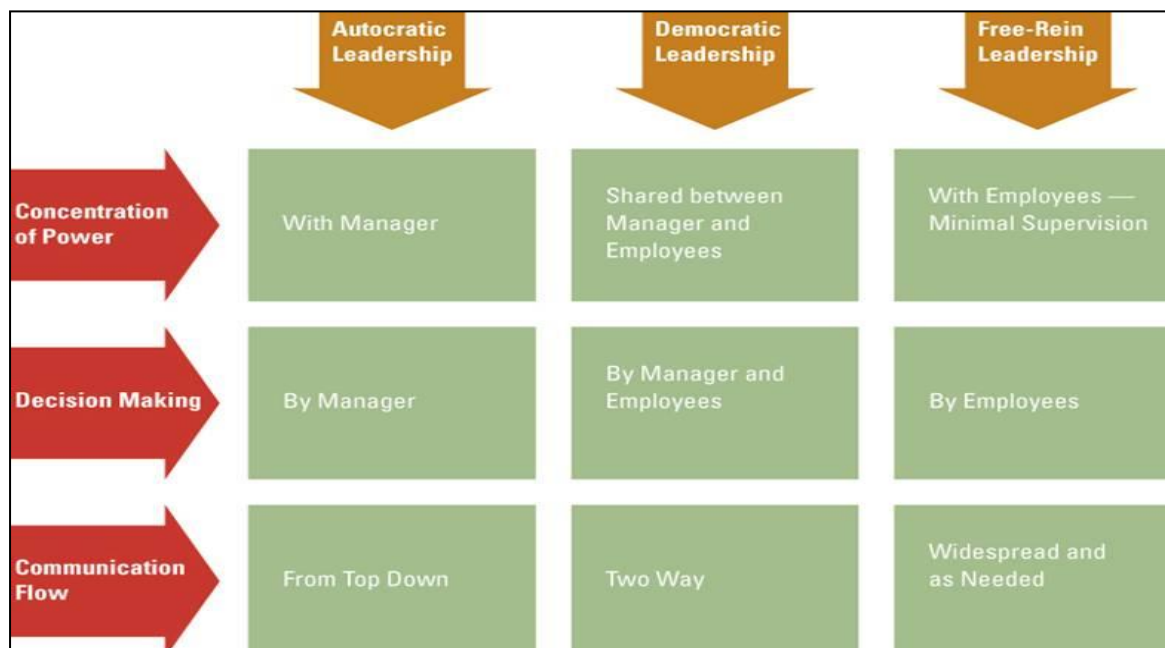 Autocratic
Leadership
Democratic
Leadership
Free-Rein
Leadership
Concentration
of Power
With Manager
Shared between
Manager and
Employees
With Employees —
Minimal Supervision
Decision Making
By Manager
By Manager and
Employees
By Employees
Communication
Flow
From Top Down
Two Way
Widespread and
as Needed